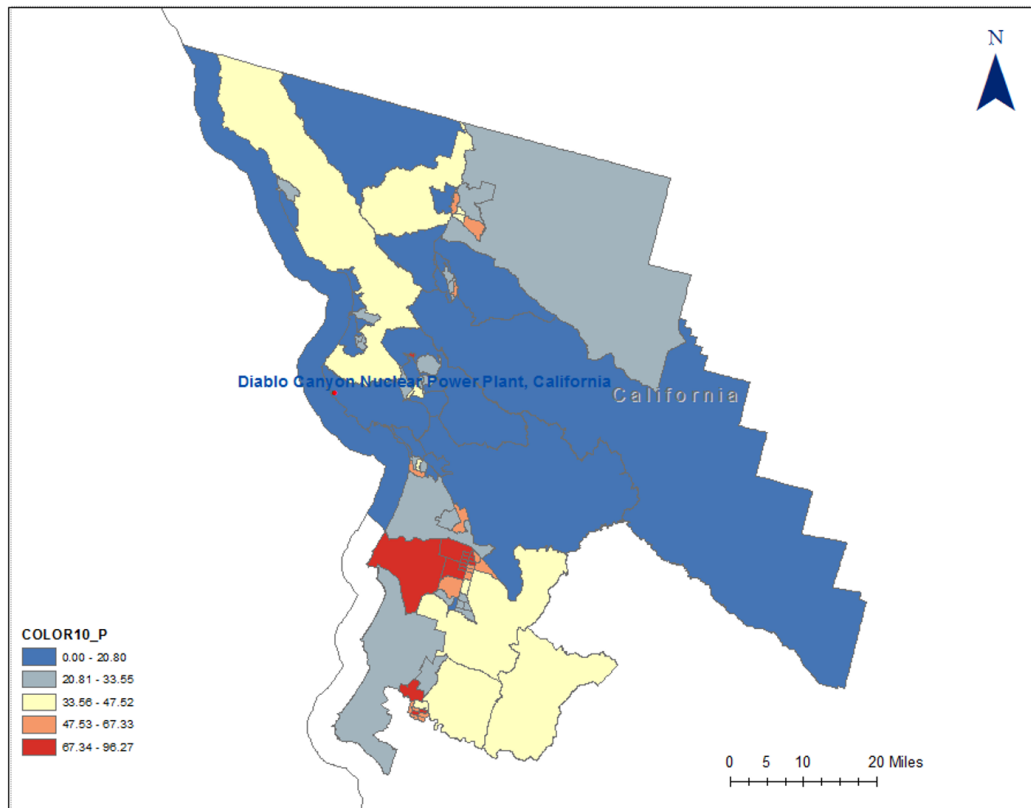 N
Diablo Canyon Nuclear Power Plant, California
California
COLOR10_P
0.00 - 20.80
20.81 - 33.55
33.56 - 47.52
47.53 - 67.33
67.34 - 96.27
0 5 10 20 Miles